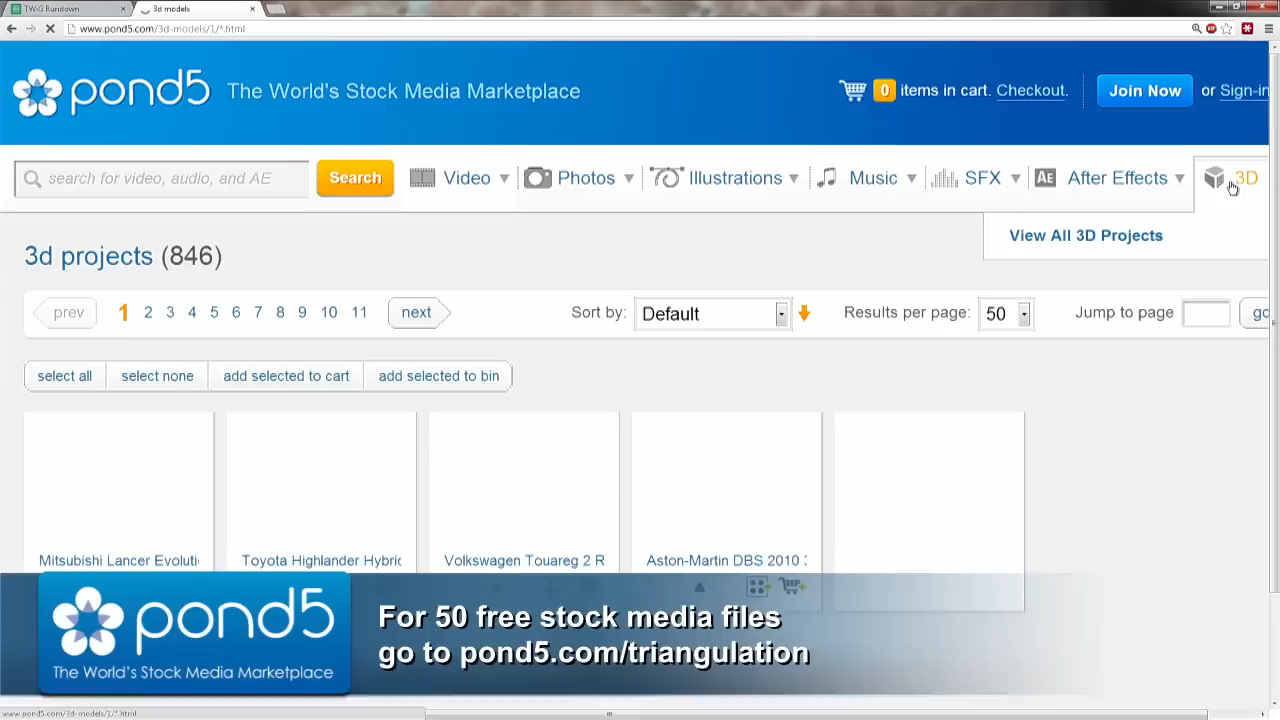 TWiG Rundown
3d models
www.pond5.com/3d-models/1/*.html
pond5 The World's Stock Media Marketplace
0 items in cart. Checkout. Join Now or Sign-in
search for video, audio, and AE Search Video Photos Illustrations Music SFX AE After Effects 3D
View All 3D Projects
3d projects (846)
prev 1 2 3 4 5 6 7 8 9 10 11 next Sort by: Default Results per page: 50 Jump to page go
select all select none add selected to cart add selected to bin
Mitsubishi Lancer Evoluti Toyota Highlander Hybric Volkswagen Touareg 2 R Aston-Martin DBS 2010
pond5
The World's Stock Media Marketplace
For 50 free stock media files
go to pond5.com/triangulation
www.pond5.com/3d-models/1/*.html